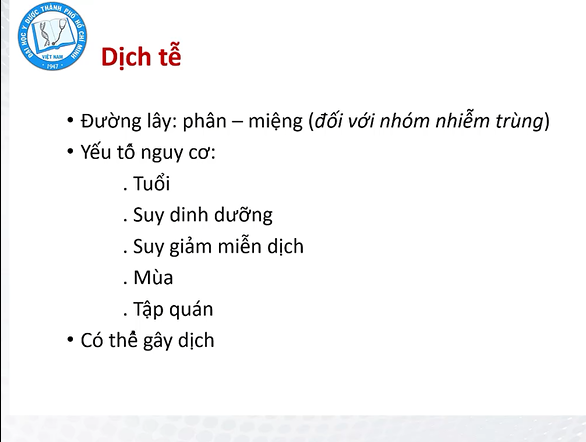 ĐẠI HỌC Y DƯỢC THÀNH PHỐ HỒ CHÍ MINH
VIỆT NAM
1947
Dịch tễ
• Đường lây: phân – miệng (đối với nhóm nhiễm trùng)
• Yếu tố nguy cơ:
. Tuổi
. Suy dinh dưỡng
. Suy giảm miễn dịch
. Mùa
. Tập quán
• Có thể gây dịch